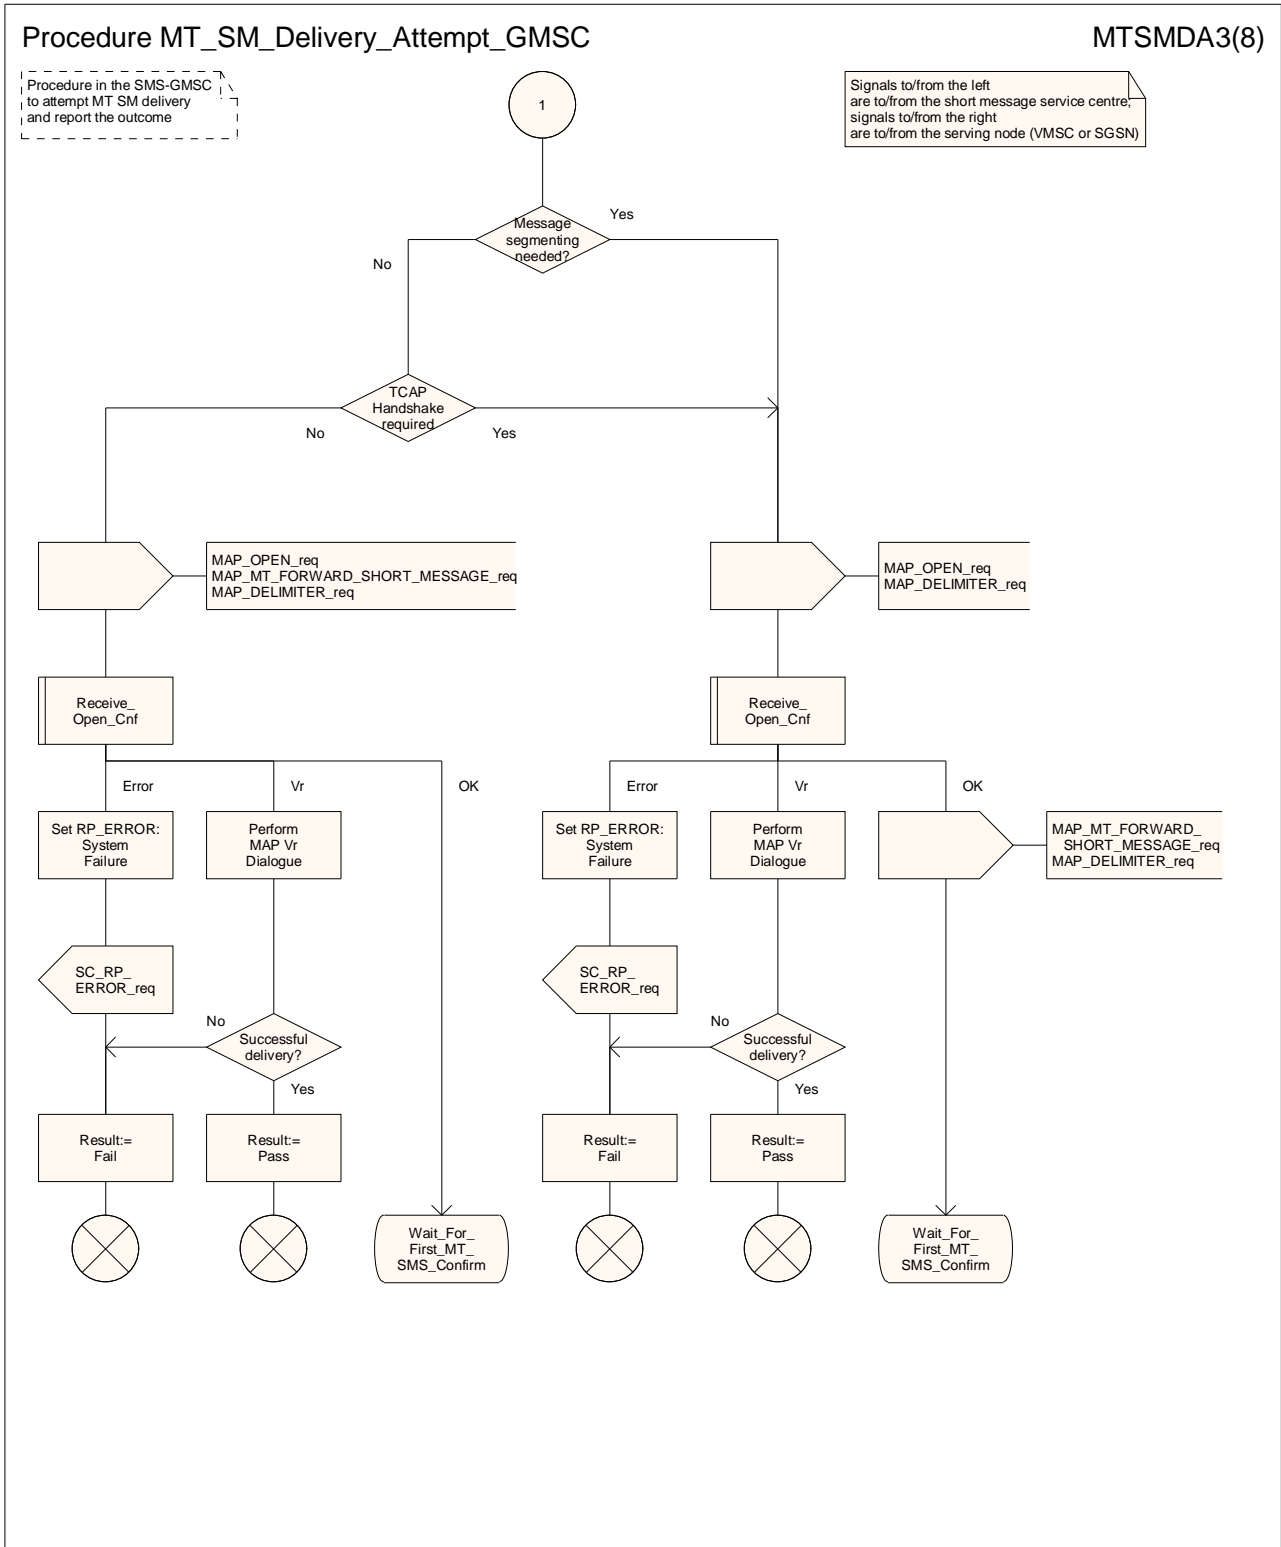 Procedure MT_SM_Delivery_Attempt_GMSC
MTSMDA3(8)
Procedure in the SMS-GMSC
to attempt MT SM delivery
and report the outcome
1
Signals to/from the left
are to/from the short message service centre;
signals to/from the right
are to/from the serving node (VMSC or SGSN)
Message
segmenting
needed?
Yes
No
TCAP
Handshake
required
No
Yes
MAP_OPEN_req
MAP_MT_FORWARD_SHORT_MESSAGE_req
MAP_DELIMITER_req
MAP_OPEN_req
MAP_DELIMITER_req
Receive_
Open_Cnf
Receive_
Open_Cnf
Error
Vr
OK
Error
Vr
OK
Set RP_ERROR:
System
Failure
Perform
MAP Vr
Dialogue
Set RP_ERROR:
System
Failure
Perform
MAP Vr
Dialogue
MAP_MT_FORWARD_
SHORT_MESSAGE_req
MAP_DELIMITER_req
SC_RP_
ERROR_req
SC_RP_
ERROR_req
No
Successful
delivery?
Yes
No
Successful
delivery?
Yes
Result:=
Fail
Result:=
Pass
Result:=
Fail
Result:=
Pass
Wait_For_
First_MT_
SMS_Confirm
Wait_For_
First_MT_
SMS_Confirm